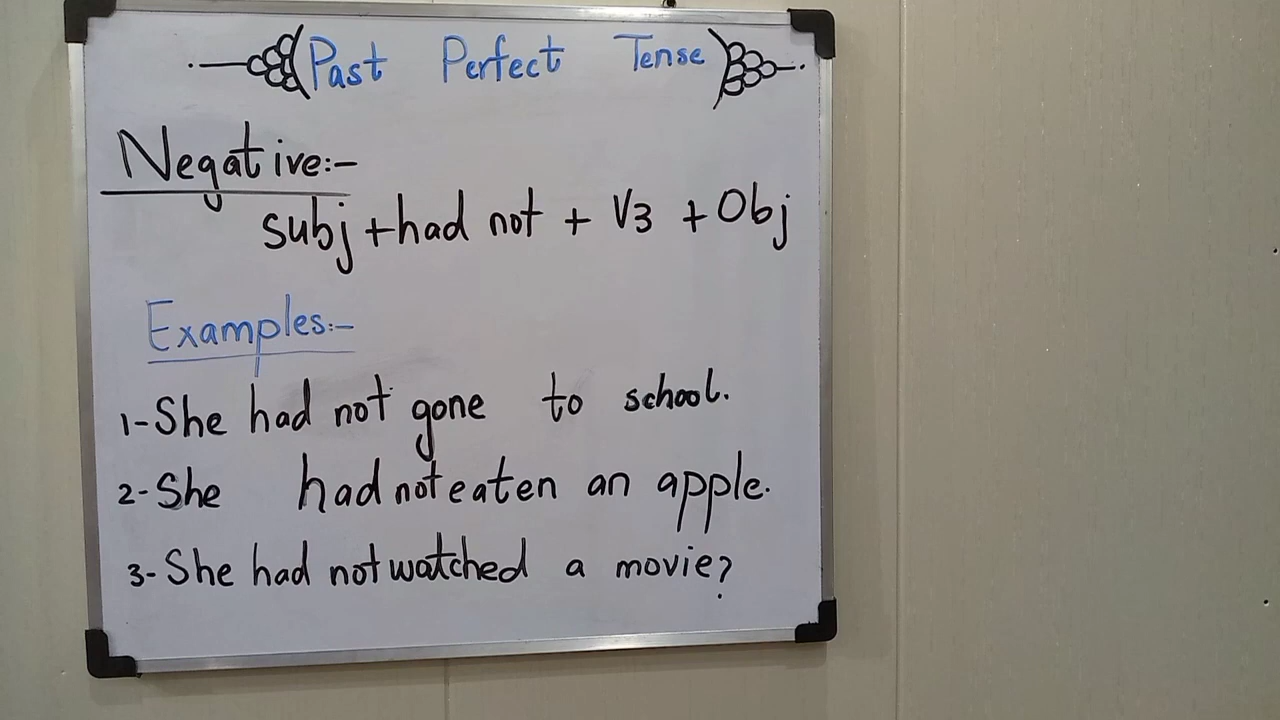 Past Perfect Tense
Negative:-
subj + had not + V3 + Obj
Examples:-
1- She had not gone to school.
2- She had not eaten an apple.
3- She had not watched a movie?